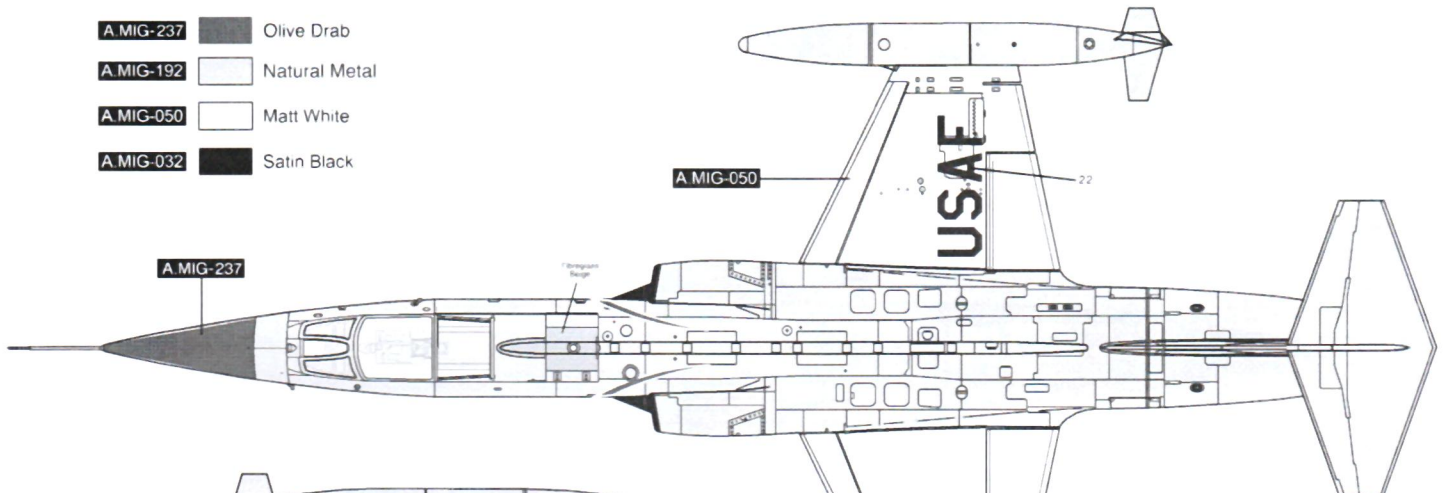 A.MIG-237 Olive Drab
A.MIG-192 Natural Metal
A.MIG-050 Matt White
A.MIG-032 Satin Black
A.MIG-050
22
USAF
A.MIG-237
Beige